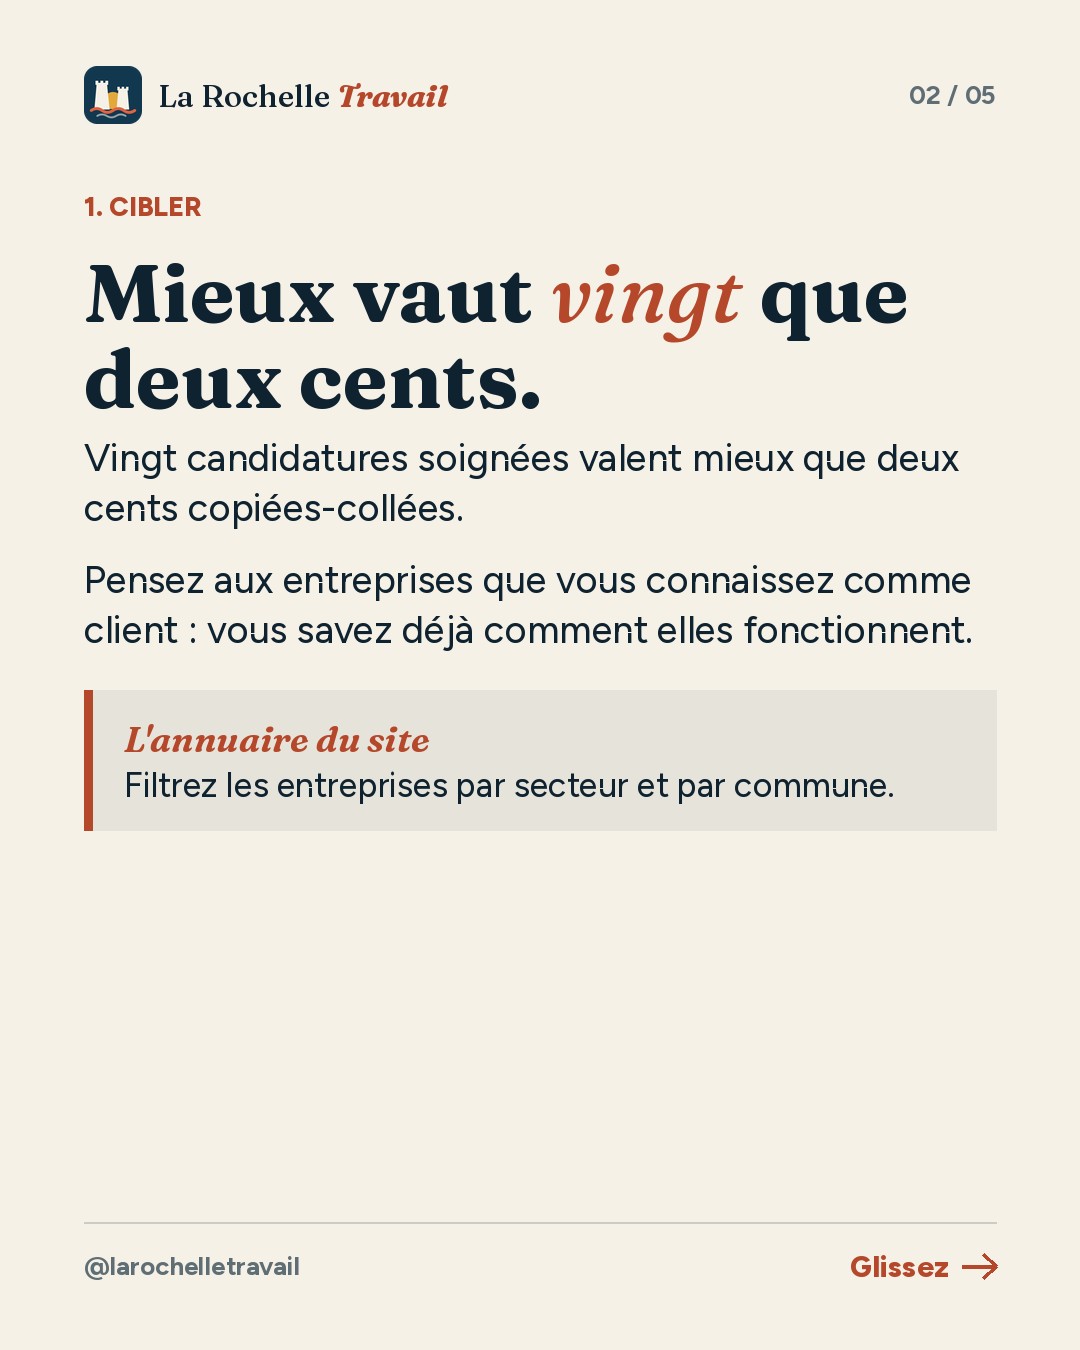 La Rochelle Travail
02 / 05
1. CIBLER
Mieux vaut vingt que
deux cents.
Vingt candidatures soignées valent mieux que deux
cents copiées-collées.
Pensez aux entreprises que vous connaissez comme
client : vous savez déjà comment elles fonctionnent.
L'annuaire du site
Filtrez les entreprises par secteur et par commune.
@larochelletravail
Glissez